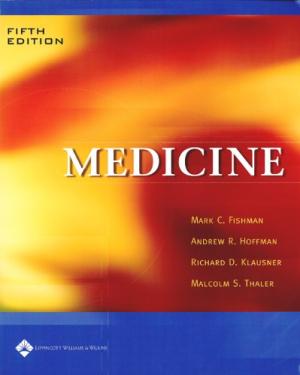 FIFTH
EDITION
MEDICINE
MARK C. FISHMAN
ANDREW R. HOFFMAN
RICHARD D. KLAUSNER
MALCOLM S. THALER
LIPPINCOTT WILLIAMS & WILKINS